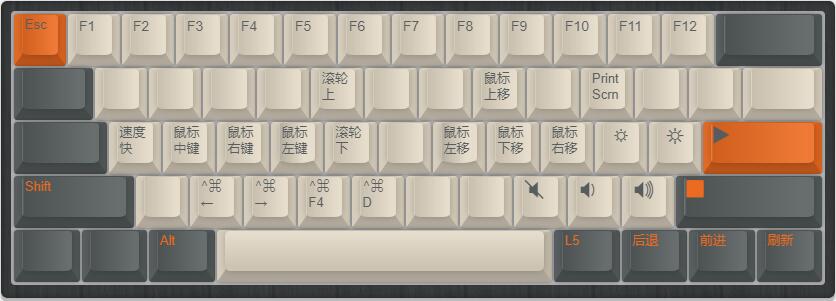 Esc F1 F2 F3 F4 F5 F6 F7 F8 F9 F10 F11 F12
滚轮上 鼠标上移 Print Scrn
速度快 鼠标中键 鼠标右键 鼠标左键 滚轮下 鼠标左移 鼠标下移 鼠标右移
Shift ^⌘← ^⌘→ ^⌘F4 ^⌘D
Alt L5 后退 前进 刷新